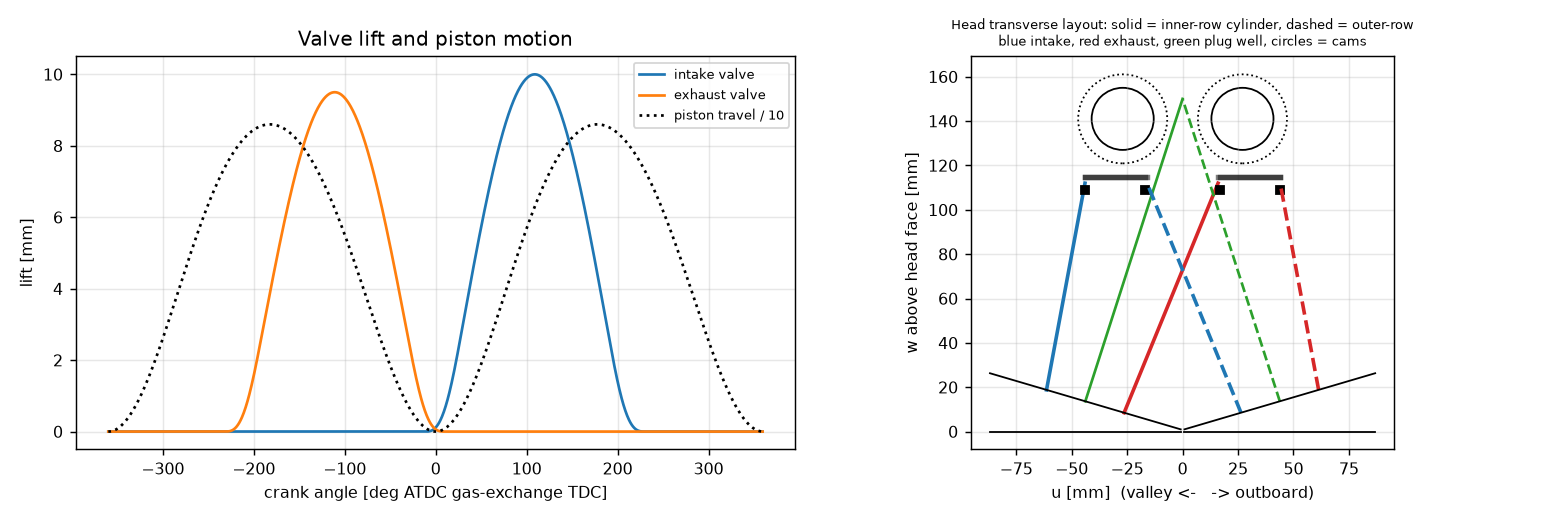 Valve lift and piston motion
lift [mm]
10
8
6
4
2
0
intake valve
exhaust valve
piston travel / 10
−300
−200
−100
0
100
200
300
crank angle [deg ATDC gas-exchange TDC]
Head transverse layout: solid = inner-row cylinder, dashed = outer-row
blue intake, red exhaust, green plug well, circles = cams
w above head face [mm]
160
140
120
100
80
60
40
20
0
−75
−50
−25
0
25
50
75
u [mm]  (valley <-   -> outboard)